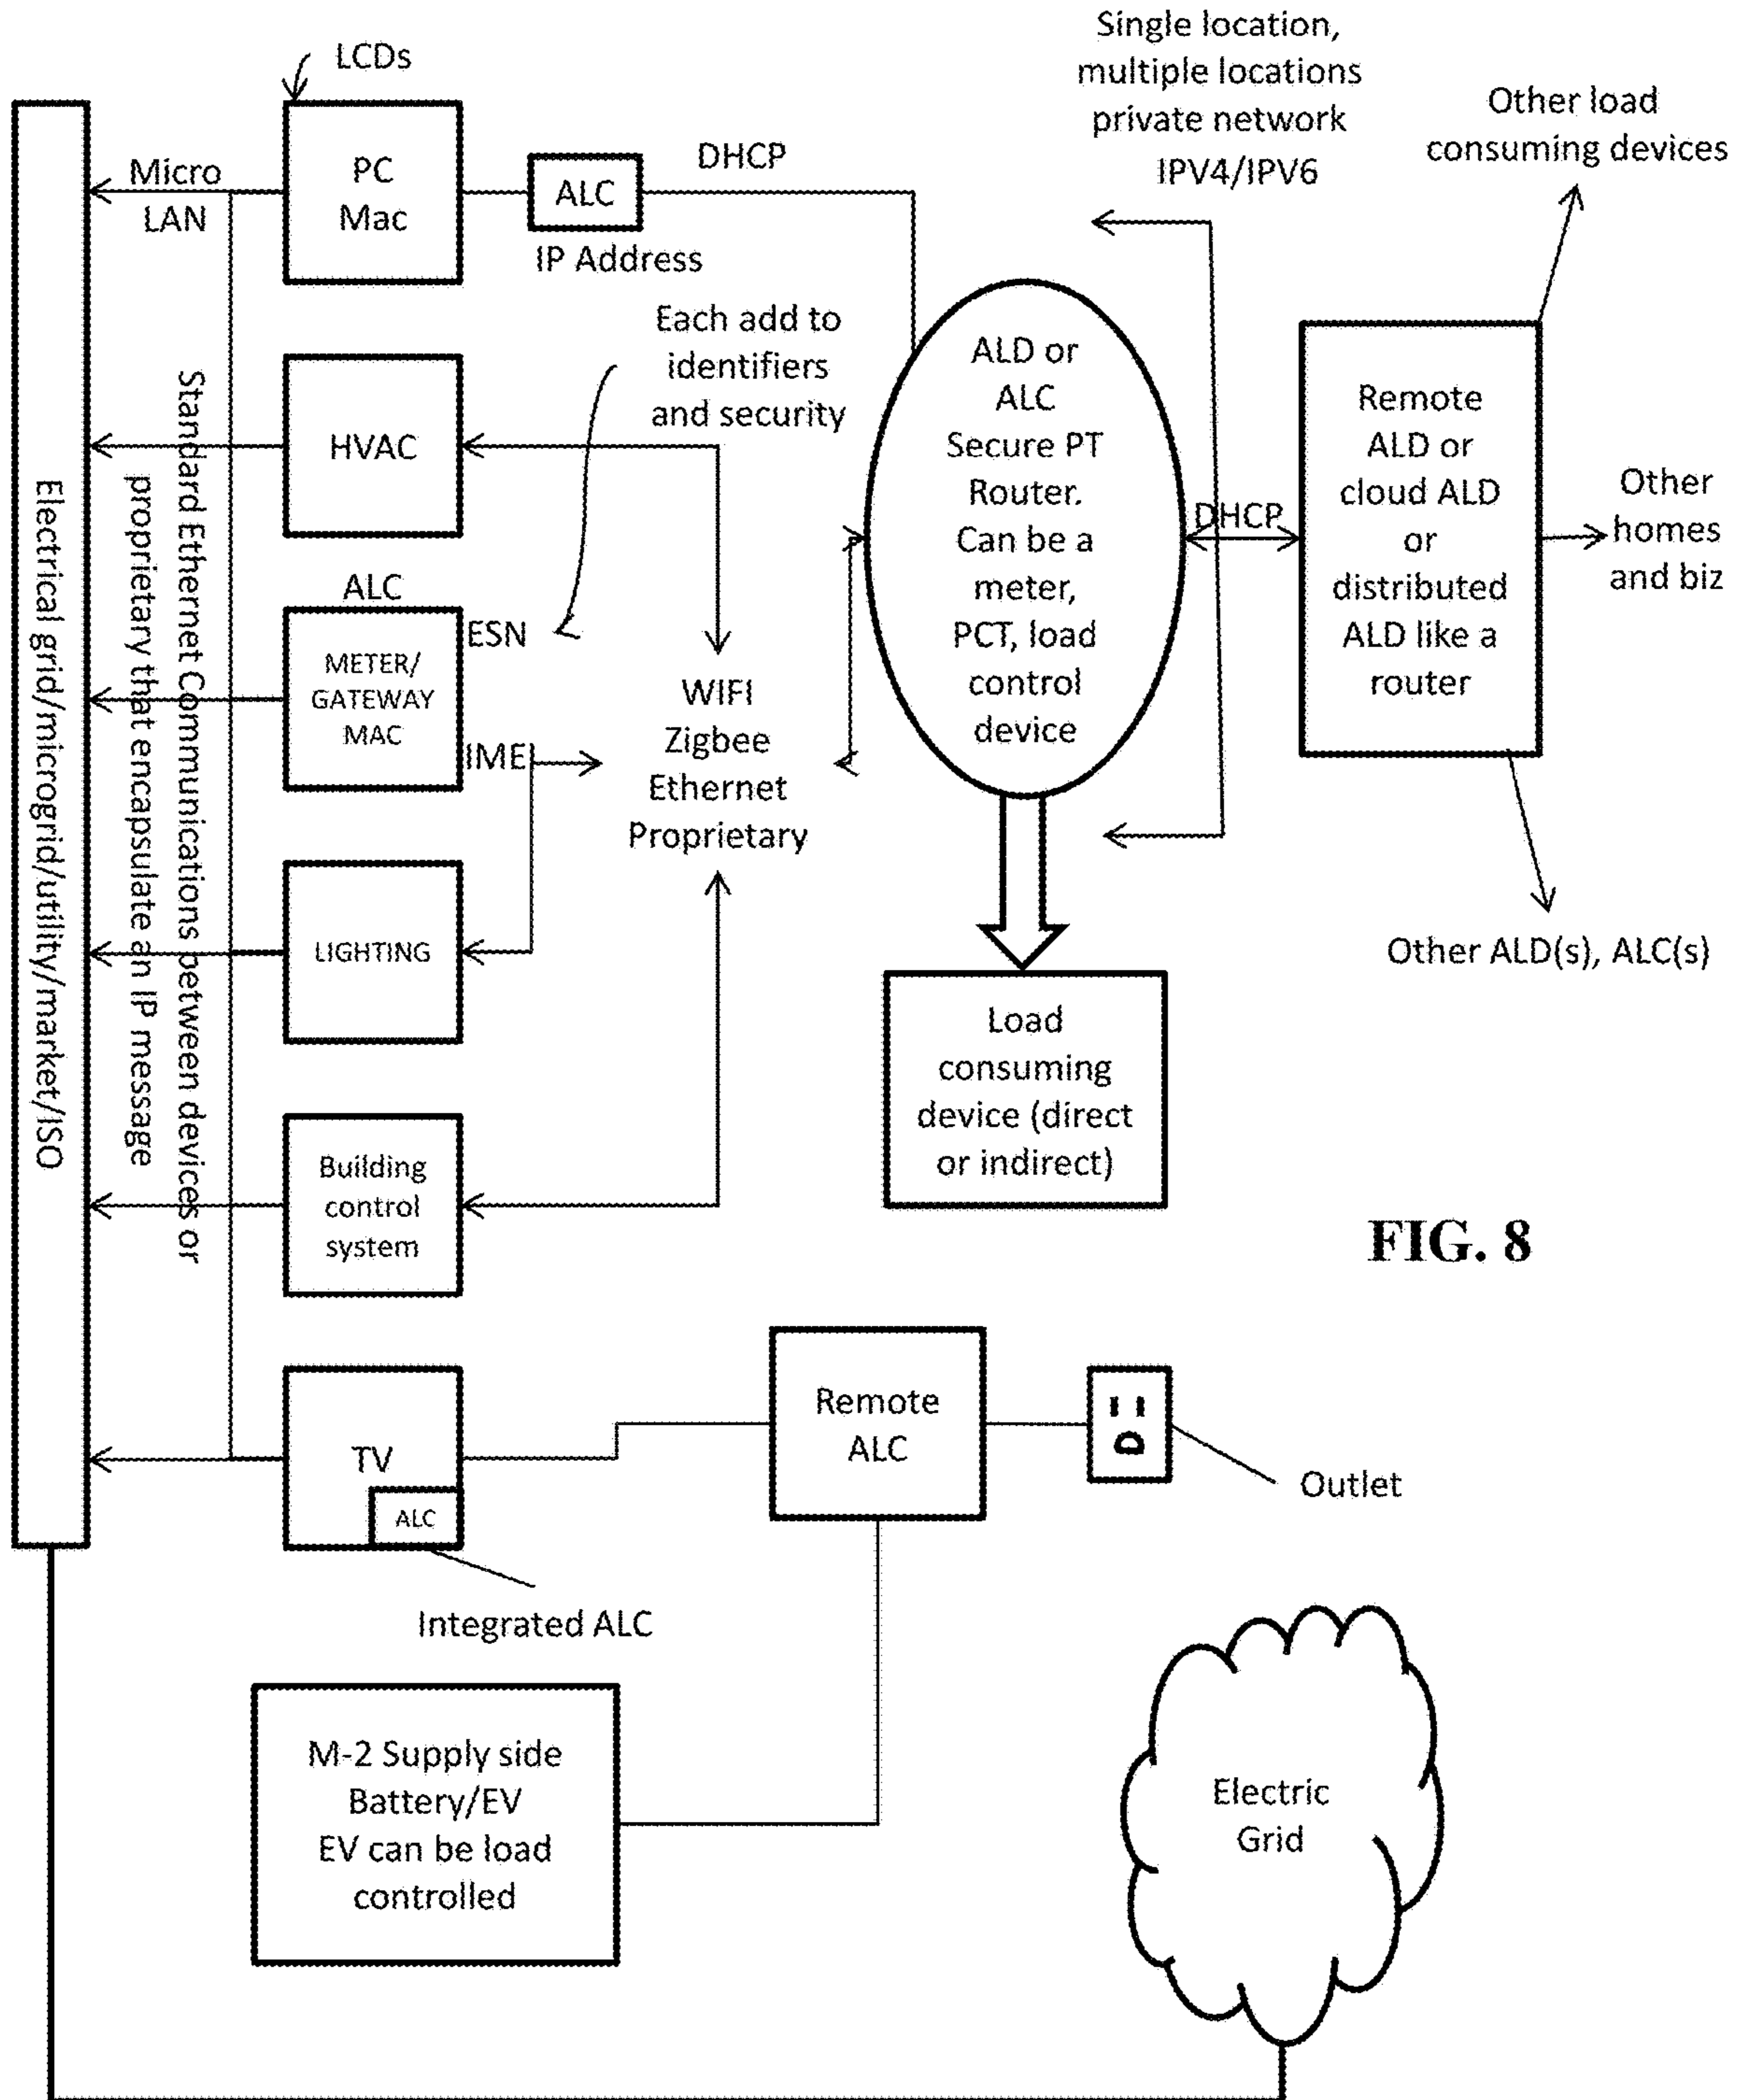 LCDs
Single location,
multiple locations
private network
IPV4/IPV6
Other load
consuming devices
Micro
LAN
PC
Mac
ALC
DHCP
IP Address
Each add to
identifiers
and security
HVAC
ALD or
ALC
Secure PT
Router.
Can be a
meter,
PCT, load
control
device
DHCP
Remote
ALD or
cloud ALD
or
distributed
ALD like a
router
Other
homes
and biz
Electrical grid/microgrid/utility/market/ISO
Standard Ethernet Communications between devices or
proprietary that encapsulate an IP message
ALC
METER/
GATEWAY
MAC
ESN
IMEI
WIFI
Zigbee
Ethernet
Proprietary
LIGHTING
Other ALD(s), ALC(s)
Load
consuming
device (direct
or indirect)
Building
control
system
FIG. 8
TV
ALC
Remote
ALC
Outlet
Integrated ALC
M-2 Supply side
Battery/EV
EV can be load
controlled
Electric
Grid